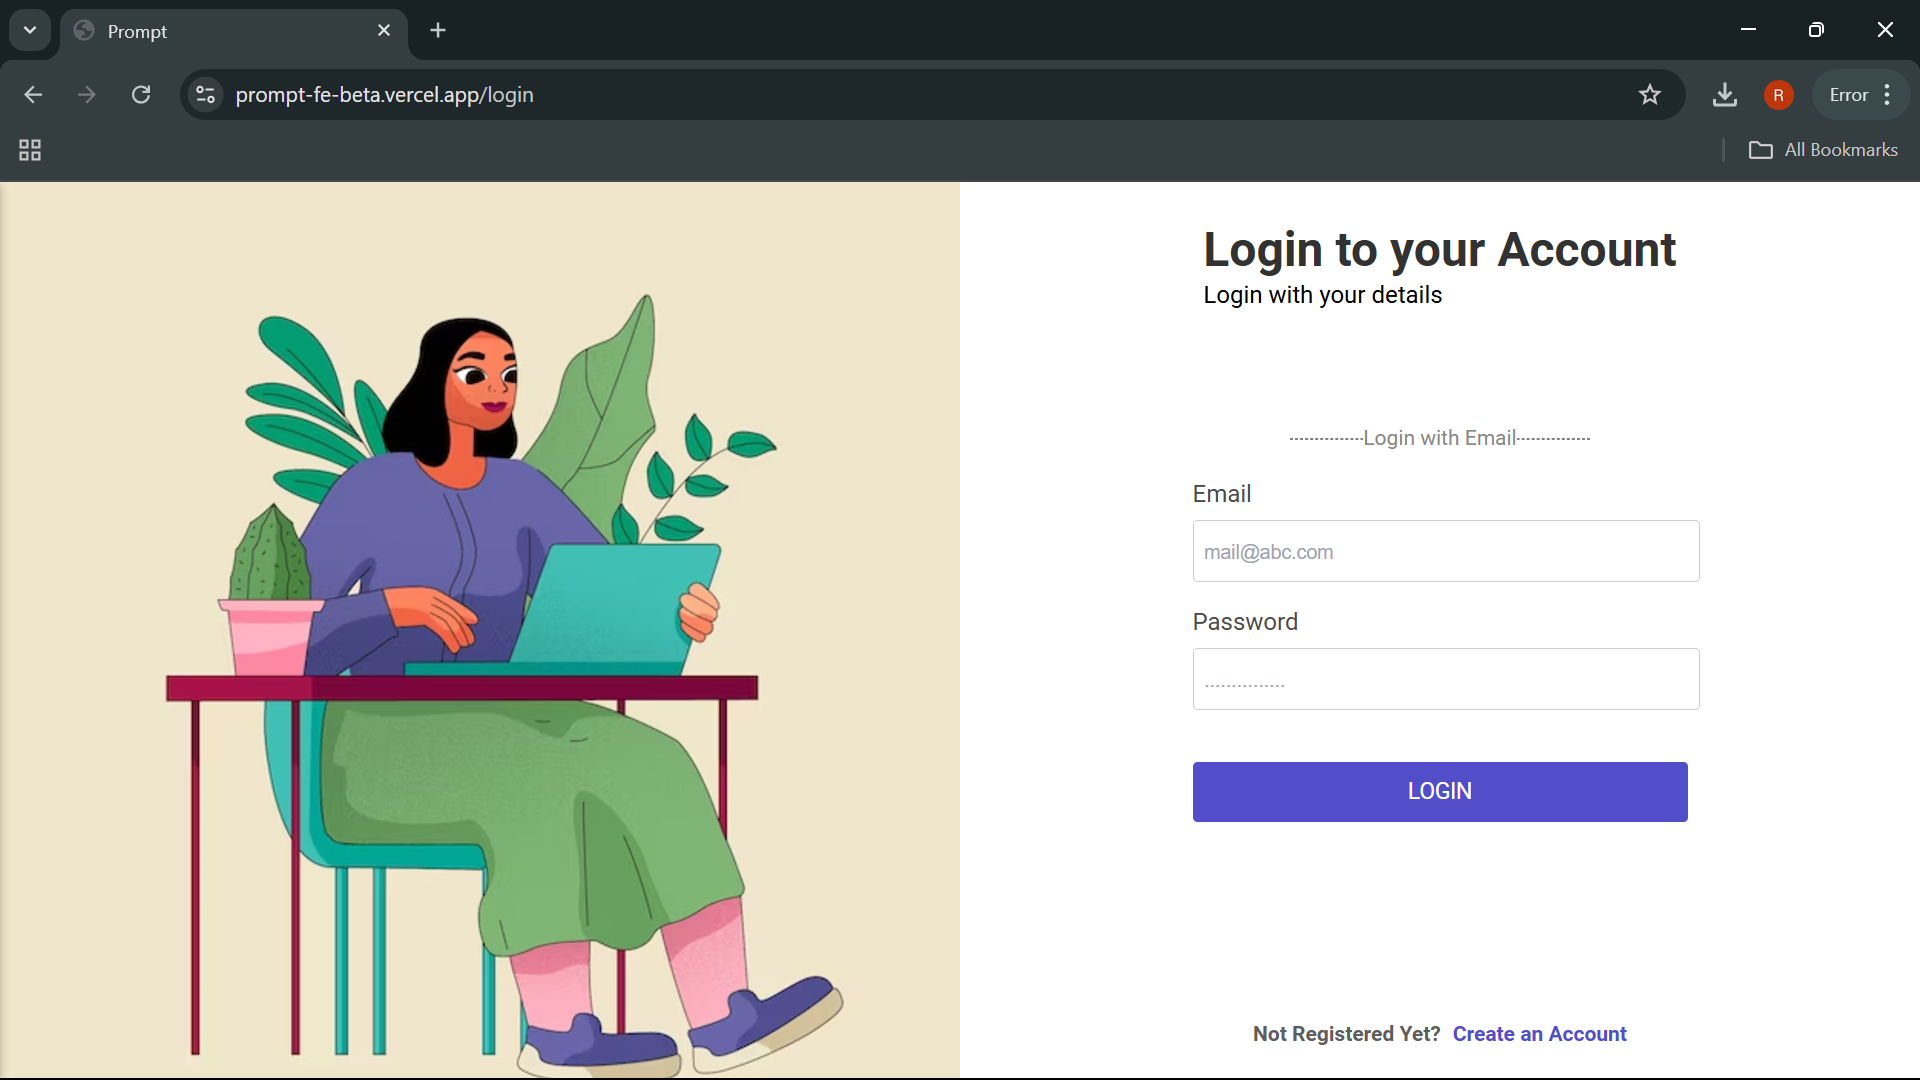 Prompt
prompt-fe-beta.vercel.app/login
R
Error
All Bookmarks
Login to your Account
Login with your details
--------------Login with Email--------------
Email
mail@abc.com
Password
...............
LOGIN
Not Registered Yet? Create an Account